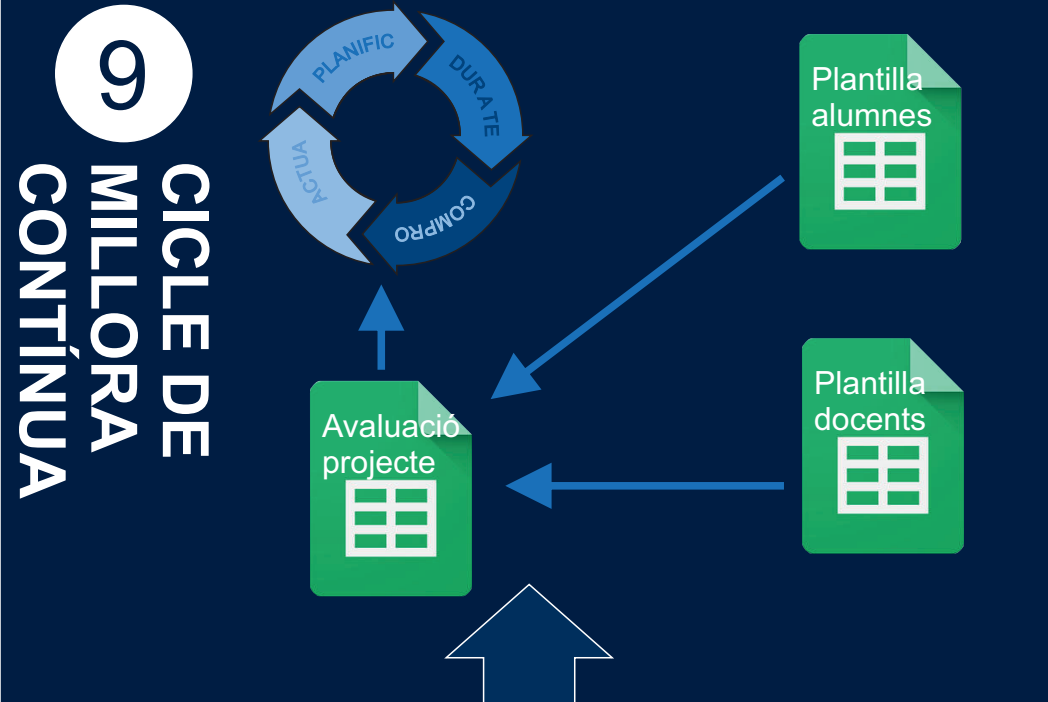 9
CICLE DE
MILLORA
CONTÍNUA
PLANIFIC
DURATE
COMPRO
ACTUA
Plantilla
alumnes
Plantilla
docents
Avaluació
projecte